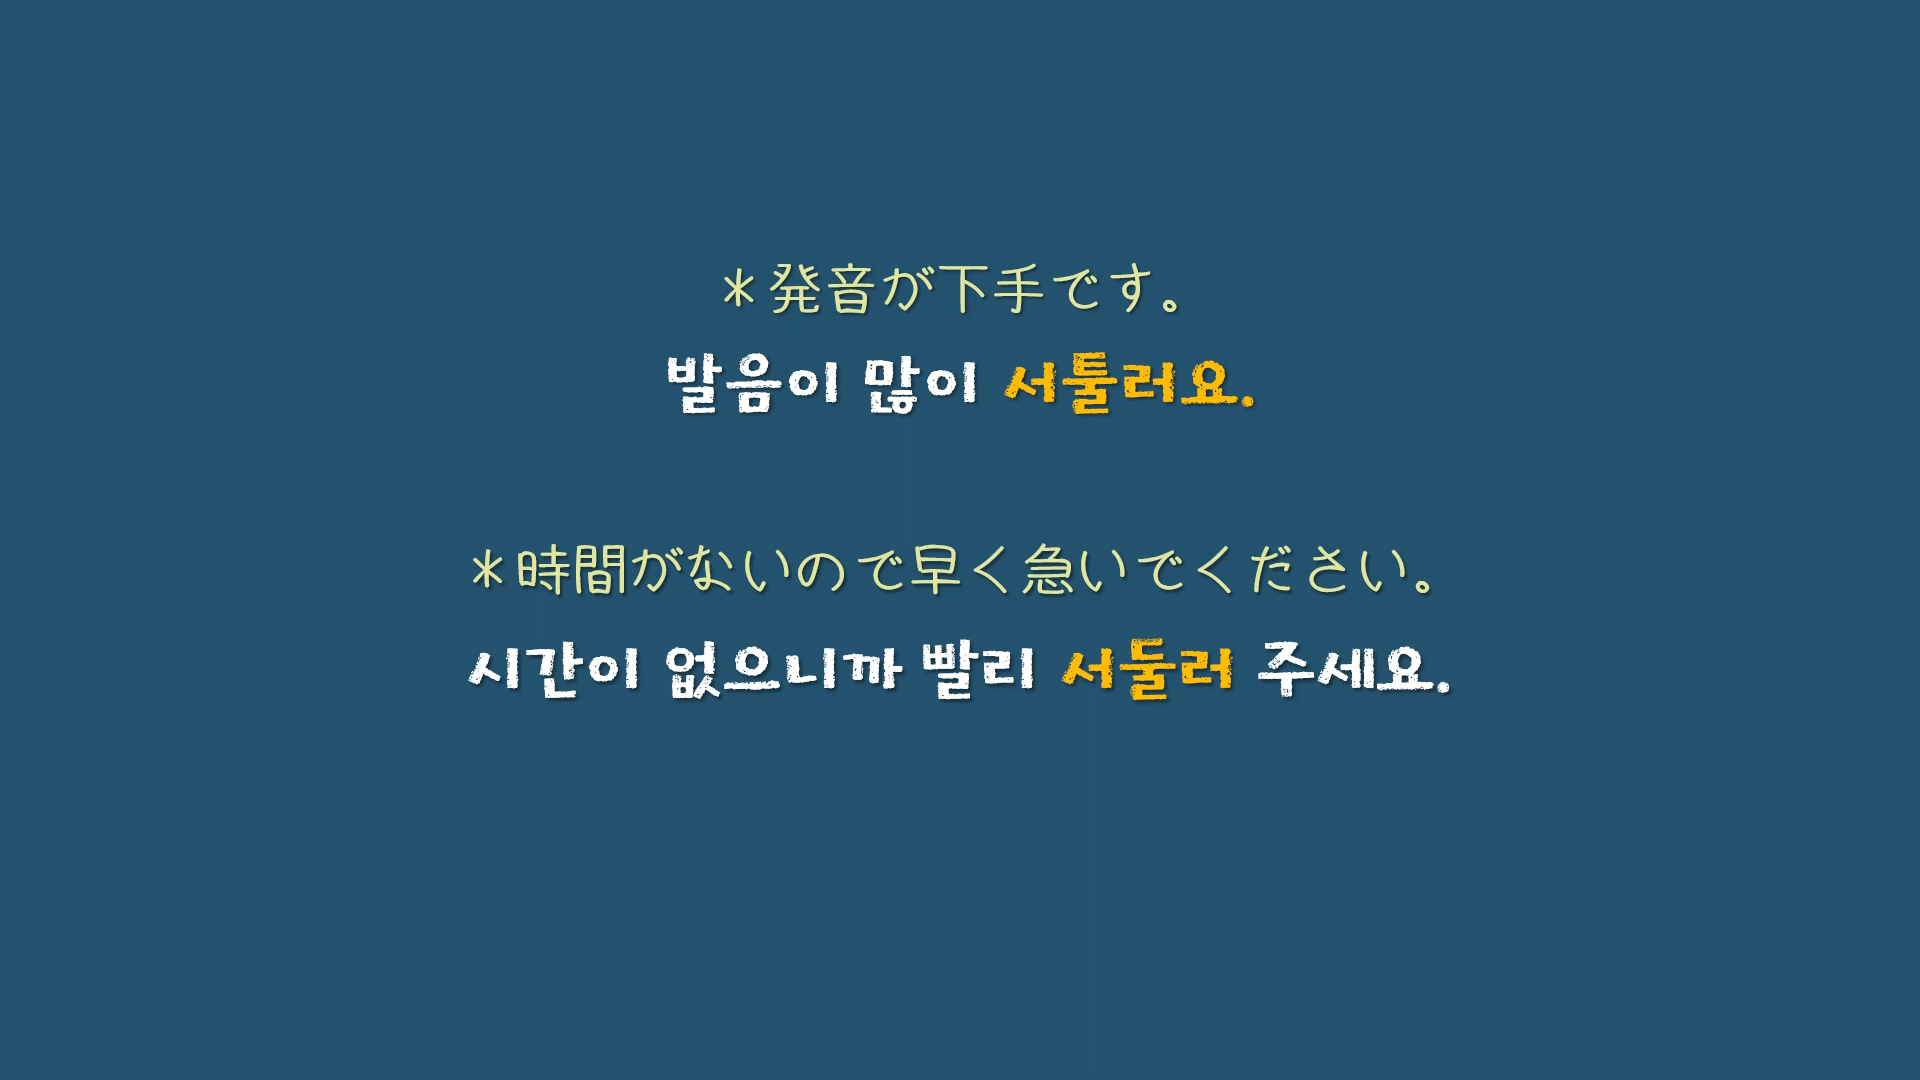 ＊発音が下手です。
발음이 많이 서툴러요.
＊時間がないので早く急いでください。
시간이 없으니까 빨리 서둘러 주세요.